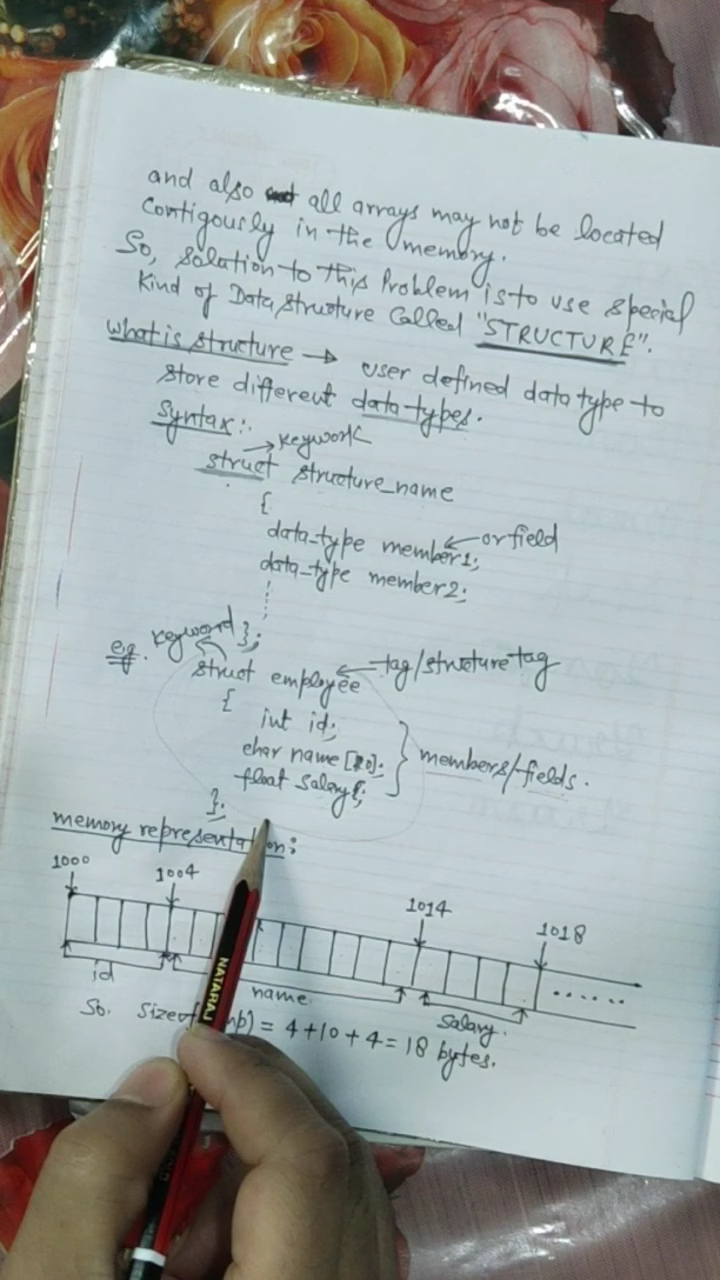 and also all arrays may not be located
Contigously in the memory.
So, Solution to this Problem is to use special
Kind of Data structure Called "STRUCTURE".
what is structure → user defined data type to
store different data-types.
Syntax:
→ keyword
struct structure_name
{
data_type member1; ← or field
data_type member2;
};
eg. keyword
struct employee ← tag/structure tag
{
int id;
char name [10];
float salary;
} members/fields.
};
memory representation:
1000 1004 1014 1018
id name salary
So. Sizeof = 4+10+4=18 bytes.
NATARAJ